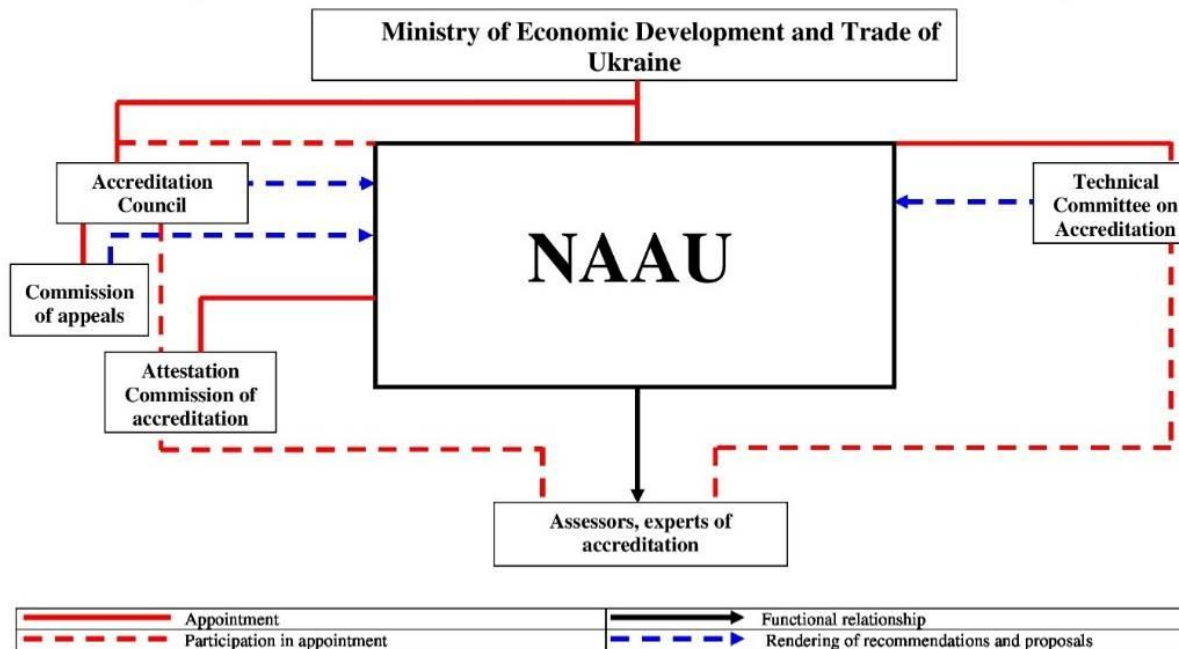 Ministry of Economic Development and Trade of
Ukraine
Accreditation
Council
Technical
Committee on
Accreditation
NAAU
Commission
of appeals
Attestation
Commission of
accreditation
Assessors, experts of
accreditation
Appointment
Functional relationship
Participation in appointment
Rendering of recommendations and proposals